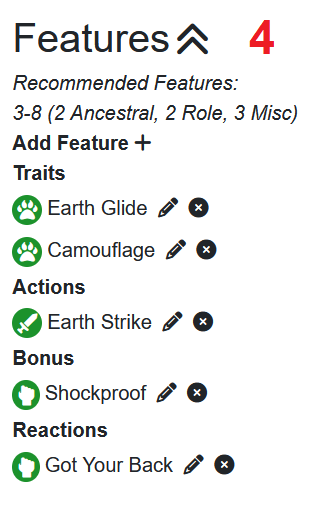 Features 4
Recommended Features:
3-8 (2 Ancestral, 2 Role, 3 Misc)
Add Feature +
Traits
Earth Glide
Camouflage
Actions
Earth Strike
Bonus
Shockproof
Reactions
Got Your Back